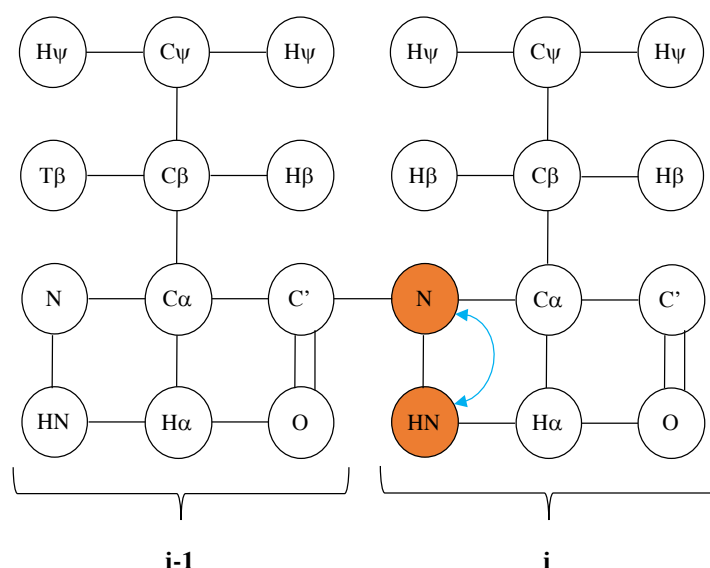 Hψ Cψ Hψ Hψ Cψ Hψ
Tβ Cβ Hβ Hβ Cβ Hβ
N Cα C’ N Cα C’
HN Hα O HN Hα O
i-1 i